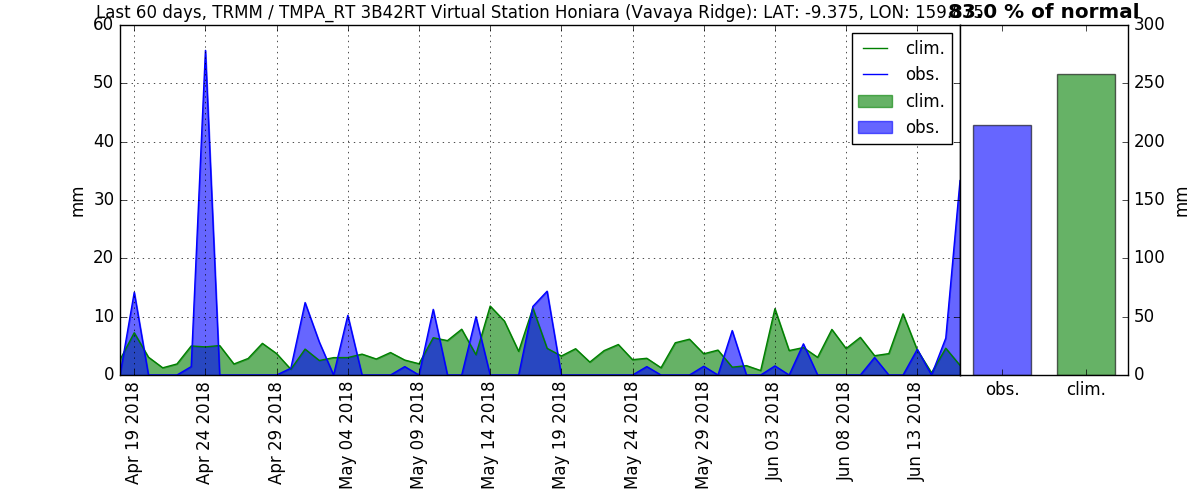 Last 60 days, TRMM / TMPA_RT 3B42RT Virtual Station Honiara (Vavaya Ridge): LAT: -9.375, LON:
83.0 % of normal
60
50
40
30
20
10
0
mm
clim.
obs.
clim.
obs.
300
250
200
150
100
50
0
mm
obs.
clim.
Apr 19 2018
Apr 24 2018
Apr 29 2018
May 04 2018
May 09 2018
May 14 2018
May 19 2018
May 24 2018
May 29 2018
Jun 03 2018
Jun 08 2018
Jun 13 2018